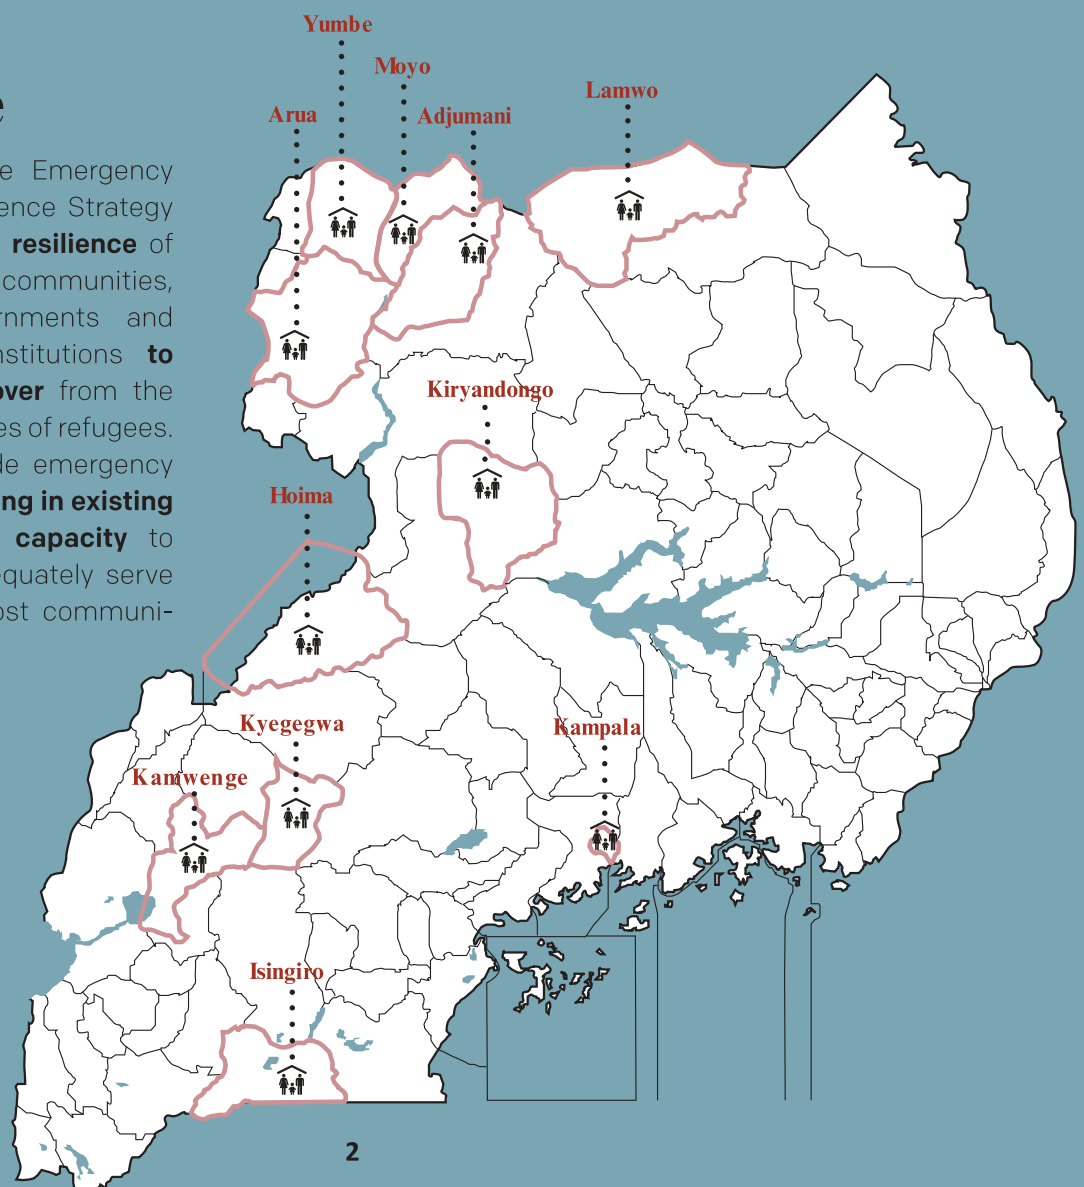 e
e Emergency
ence Strategy
resilience of
communities,
rnments and
nstitutions to
over from the
es of refugees.
de emergency
ng in existing
capacity to
equately serve
ost communi-
Yumbe
Moyo
Lamwo
Arua
Adjumani
Kiryandongo
Hoima
Kyegegwa
Kampala
Kamwenge
Isingiro
2